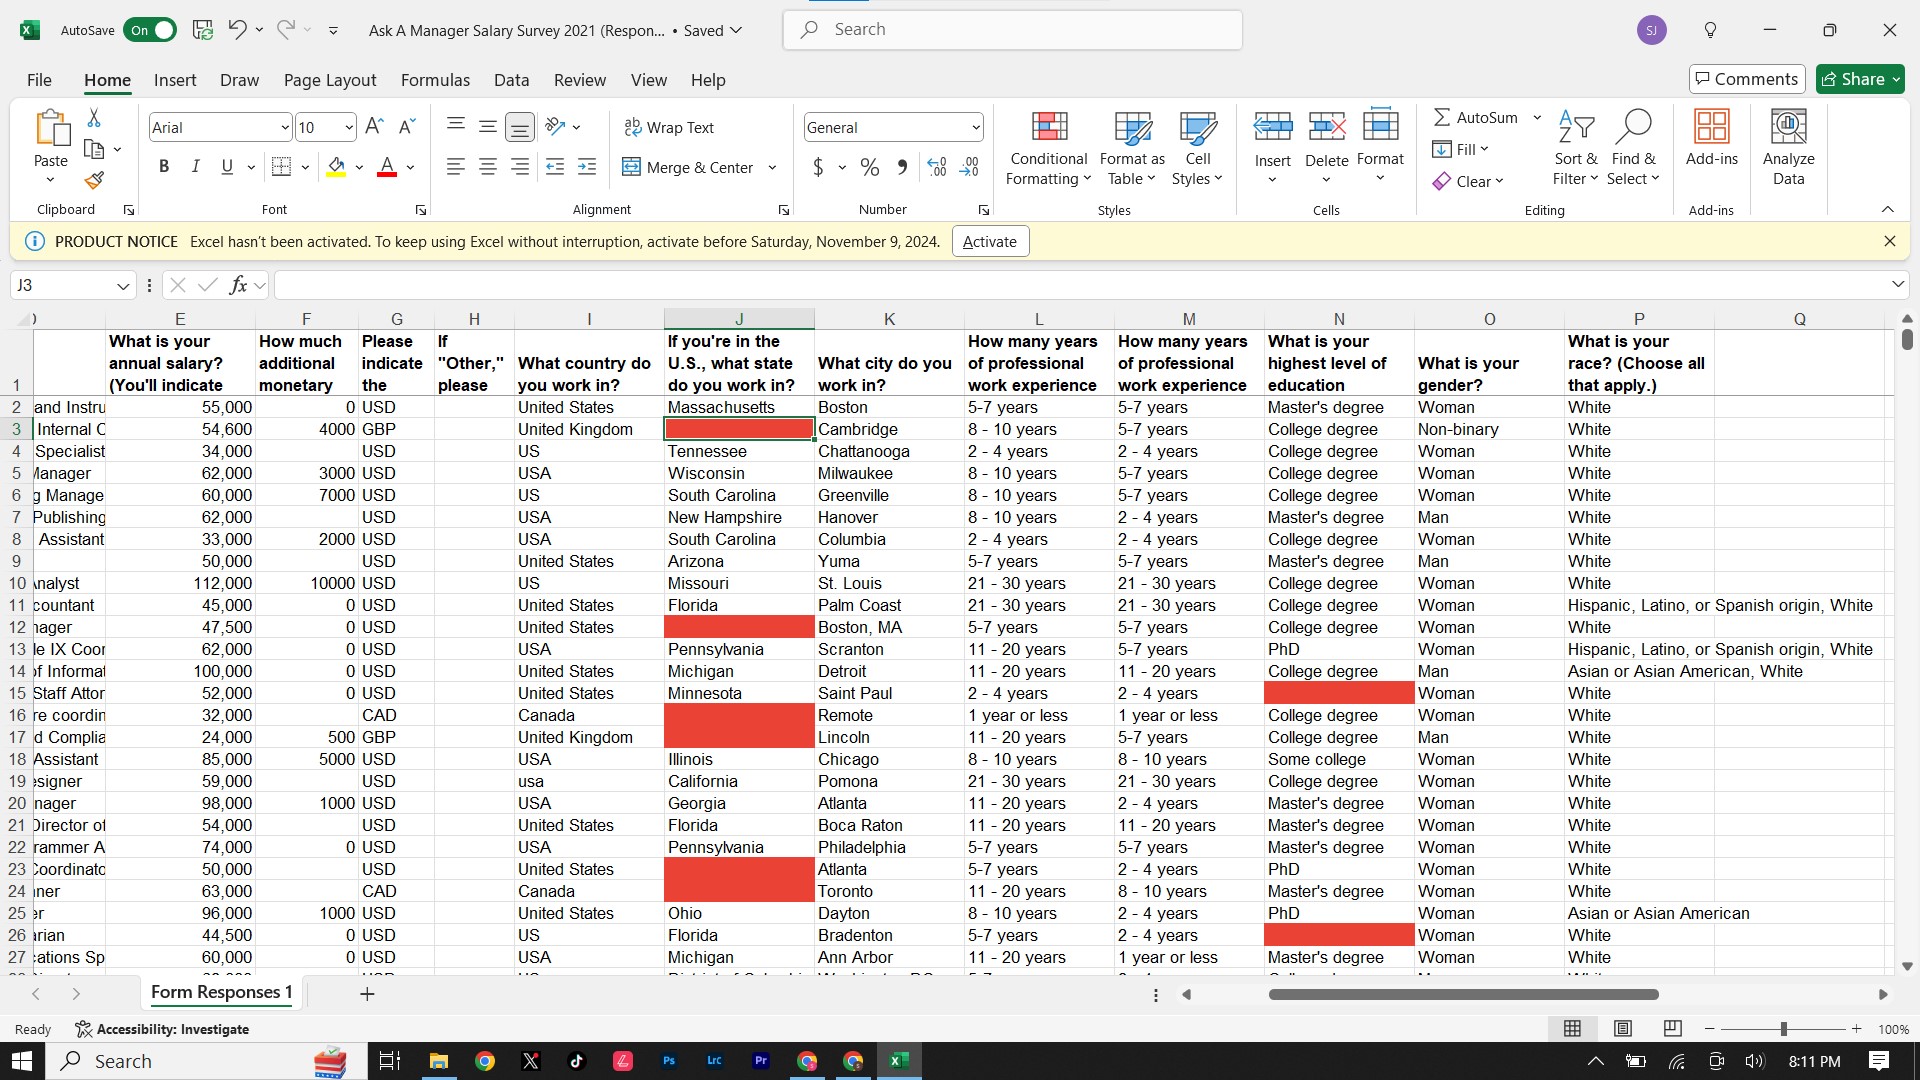 AutoSave On Ask A Manager Salary Survey 2021 (Respon... • Saved Search SJ
File Home Insert Draw Page Layout Formulas Data Review View Help Comments Share
Paste Arial 10 Wrap Text General Conditional Formatting Format as Table Cell Styles Insert Delete Format AutoSum Fill Clear Sort & Filter Find & Select Add-ins Analyze Data
B I U Merge & Center $ %
Clipboard Font Alignment Number Styles Cells Editing Add-ins
PRODUCT NOTICE Excel hasn't been activated. To keep using Excel without interruption, activate before Saturday, November 9, 2024. Activate
J3 fx
E F G H I J K L M N O P Q
1 What is your annual salary? (You'll indicate How much additional monetary Please indicate the If "Other," please What country do you work in? If you're in the U.S., what state do you work in? What city do you work in? How many years of professional work experience How many years of professional work experience What is your highest level of education What is your gender? What is your race? (Choose all that apply.)
2 and Instru 55,000 0 USD United States Massachusetts Boston 5-7 years 5-7 years Master's degree Woman White
3 Internal C 54,600 4000 GBP United Kingdom Cambridge 8 - 10 years 5-7 years College degree Non-binary White
4 Specialist 34,000 USD US Tennessee Chattanooga 2 - 4 years 2 - 4 years College degree Woman White
5 Manager 62,000 3000 USD USA Wisconsin Milwaukee 8 - 10 years 5-7 years College degree Woman White
6 g Manage 60,000 7000 USD US South Carolina Greenville 8 - 10 years 5-7 years College degree Woman White
7 Publishing 62,000 USD USA New Hampshire Hanover 8 - 10 years 2 - 4 years Master's degree Man White
8 Assistant 33,000 2000 USD USA South Carolina Columbia 2 - 4 years 2 - 4 years College degree Woman White
9 50,000 USD United States Arizona Yuma 5-7 years 5-7 years Master's degree Man White
10 Analyst 112,000 10000 USD US Missouri St. Louis 21 - 30 years 21 - 30 years College degree Woman White
11 countant 45,000 0 USD United States Florida Palm Coast 21 - 30 years 21 - 30 years College degree Woman Hispanic, Latino, or Spanish origin, White
12 nager 47,500 0 USD United States Boston, MA 5-7 years 5-7 years College degree Woman White
13 le IX Coor 62,000 0 USD USA Pennsylvania Scranton 11 - 20 years 5-7 years PhD Woman Hispanic, Latino, or Spanish origin, White
14 of Informat 100,000 0 USD United States Michigan Detroit 11 - 20 years 11 - 20 years College degree Man Asian or Asian American, White
15 Staff Attor 52,000 0 USD United States Minnesota Saint Paul 2 - 4 years 2 - 4 years Woman White
16 re coordin 32,000 CAD Canada Remote 1 year or less 1 year or less College degree Woman White
17 d Complia 24,000 500 GBP United Kingdom Lincoln 11 - 20 years 5-7 years College degree Man White
18 Assistant 85,000 5000 USD USA Illinois Chicago 8 - 10 years 8 - 10 years Some college Woman White
19 esigner 59,000 USD usa California Pomona 21 - 30 years 21 - 30 years College degree Woman White
20 nager 98,000 1000 USD USA Georgia Atlanta 11 - 20 years 2 - 4 years Master's degree Woman White
21 Director of 54,000 USD United States Florida Boca Raton 11 - 20 years 11 - 20 years Master's degree Woman White
22 rammer A 74,000 0 USD USA Pennsylvania Philadelphia 5-7 years 5-7 years Master's degree Woman White
23 Coordinato 50,000 USD United States Atlanta 5-7 years 2 - 4 years PhD Woman White
24 nner 63,000 CAD Canada Toronto 11 - 20 years 8 - 10 years Master's degree Woman White
25 er 96,000 1000 USD United States Ohio Dayton 8 - 10 years 2 - 4 years PhD Woman Asian or Asian American
26 arian 44,500 0 USD US Florida Bradenton 5-7 years 2 - 4 years Woman White
27 cations Sp 60,000 0 USD USA Michigan Ann Arbor 11 - 20 years 1 year or less Master's degree Woman White
Form Responses 1
Ready Accessibility: Investigate 100%
Search Ps LrC Pr 8:11 PM